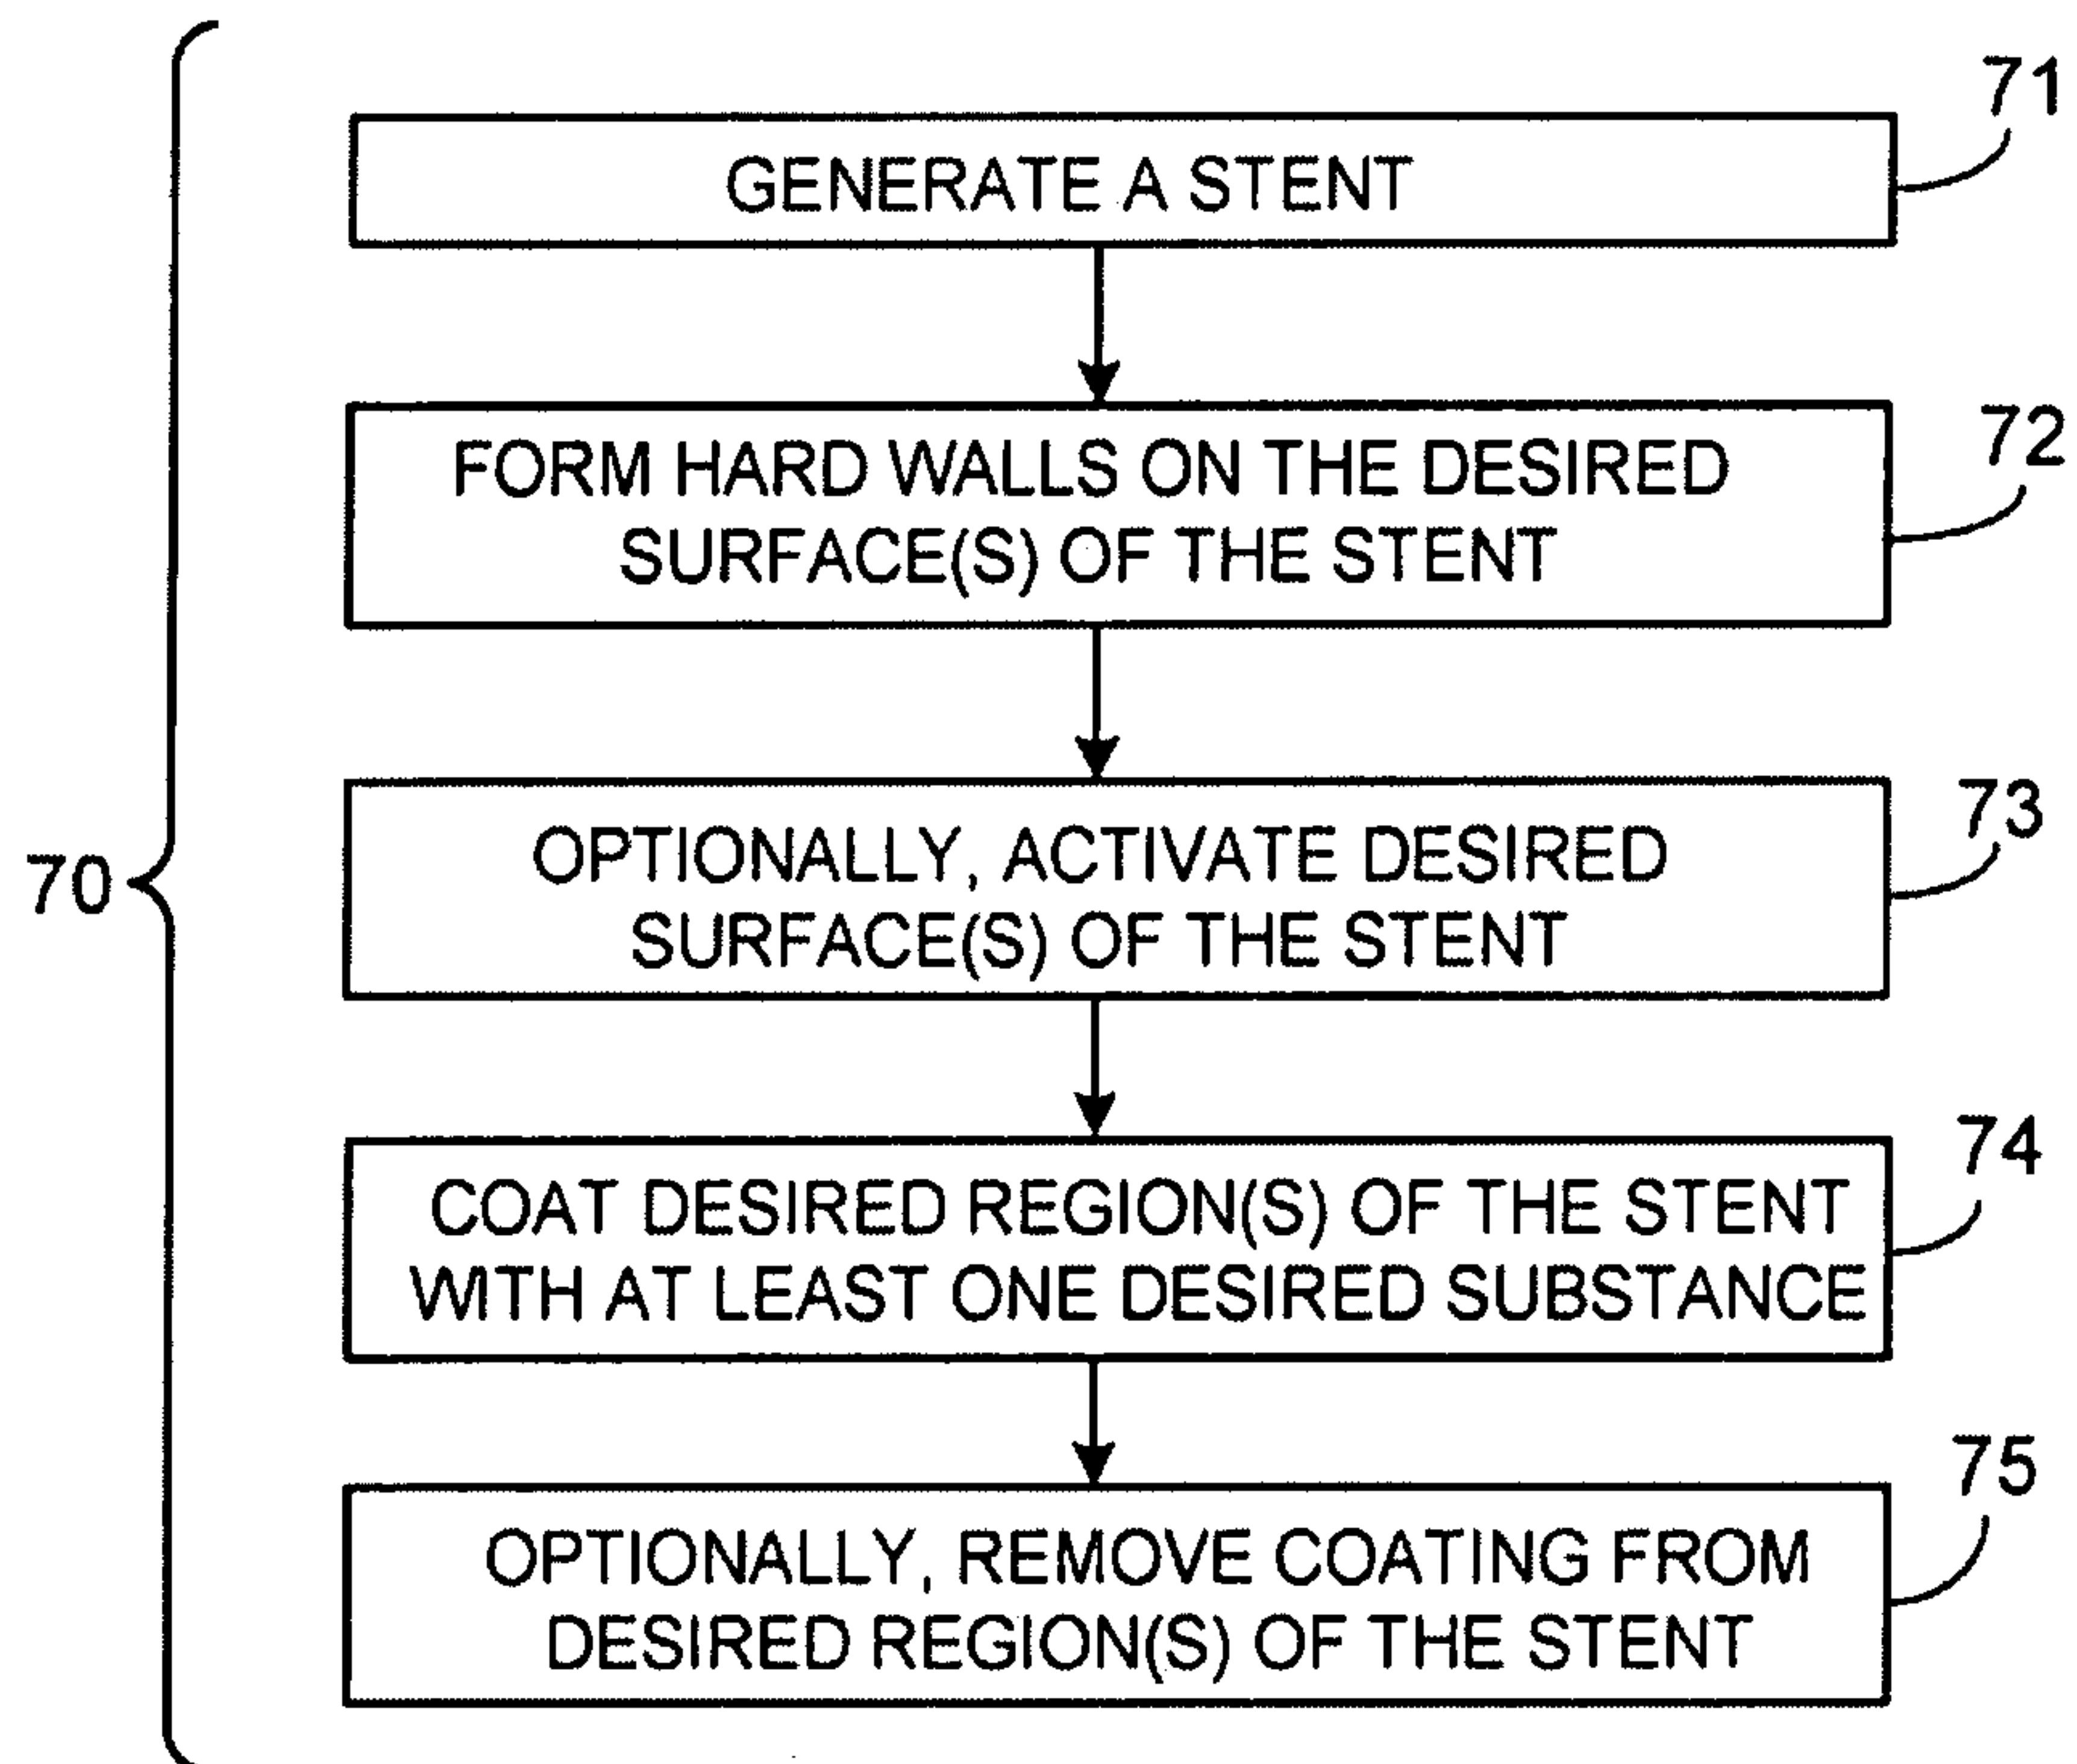 71
GENERATE A STENT
72
FORM HARD WALLS ON THE DESIRED
SURFACE(S) OF THE STENT
73
OPTIONALLY, ACTIVATE DESIRED
SURFACE(S) OF THE STENT
70
74
COAT DESIRED REGION(S) OF THE STENT
WITH AT LEAST ONE DESIRED SUBSTANCE
75
OPTIONALLY, REMOVE COATING FROM
DESIRED REGION(S) OF THE STENT